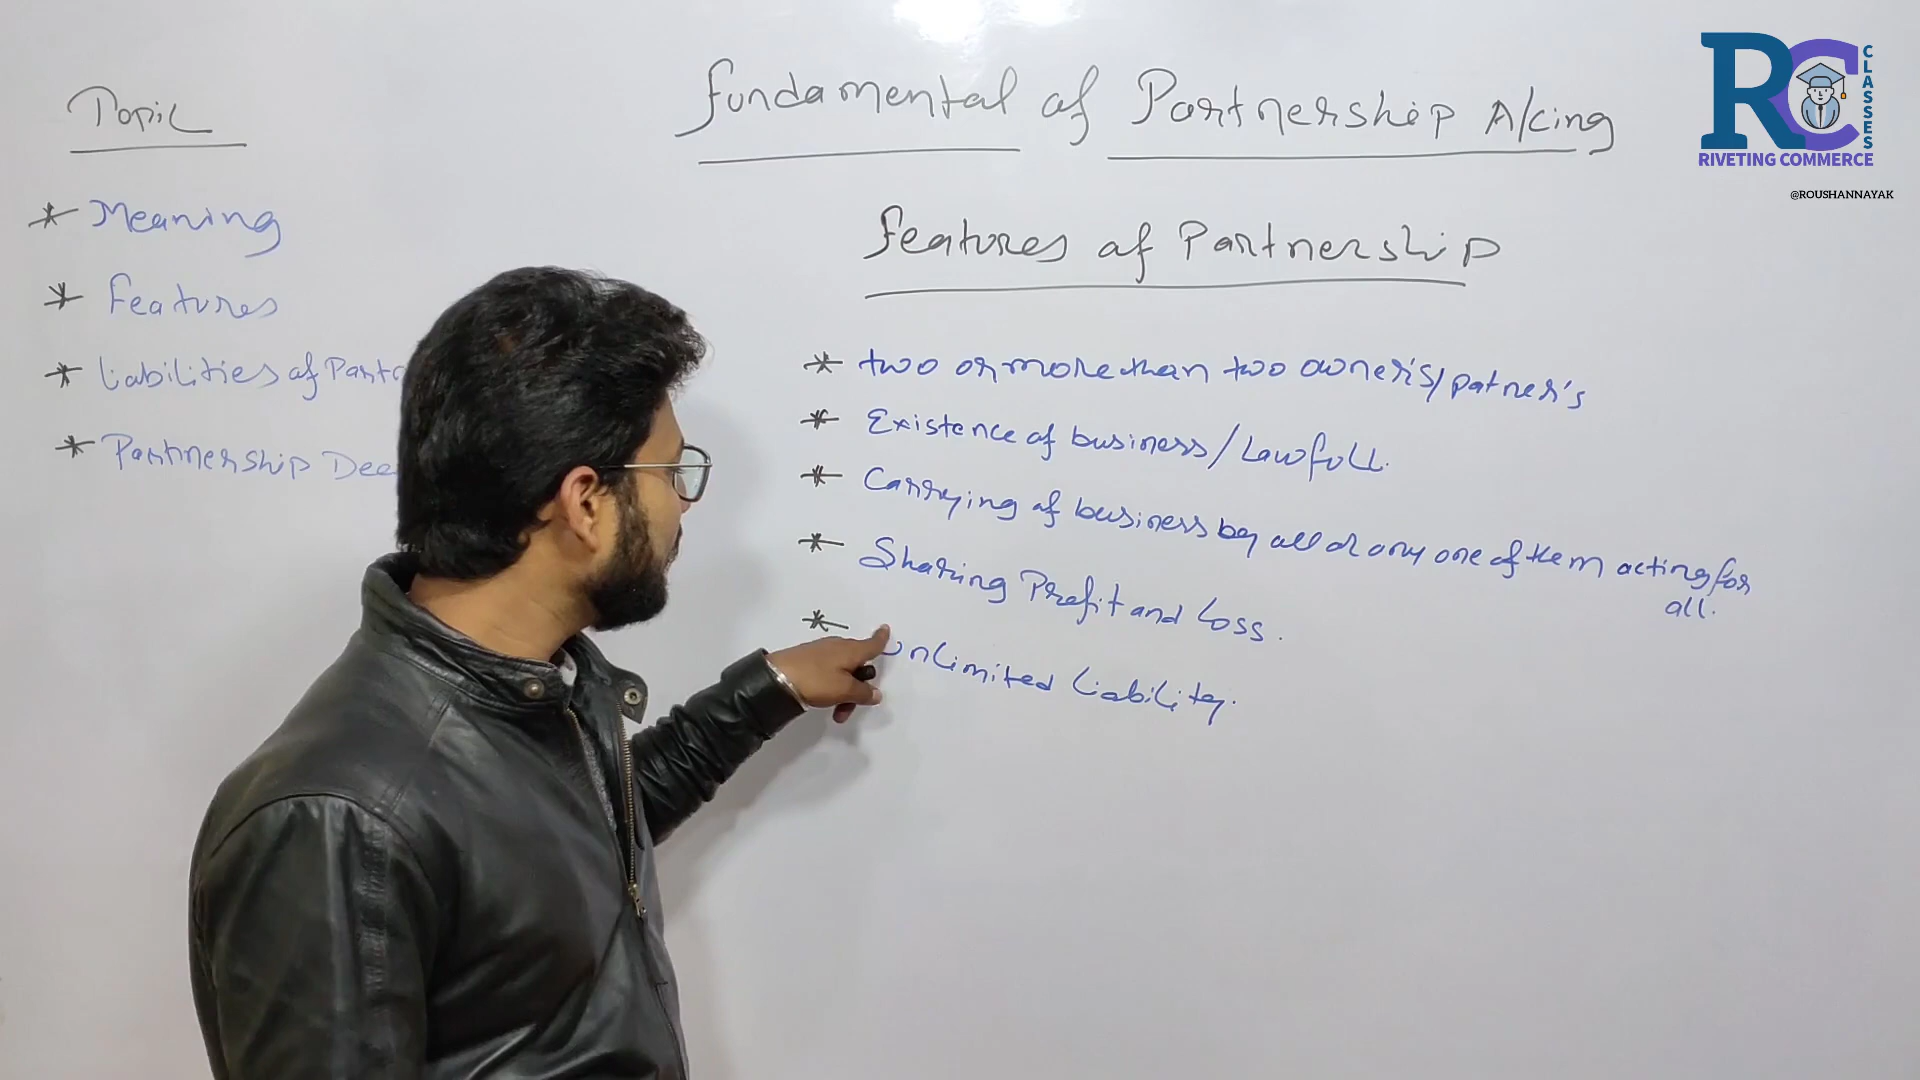 Topic
* Meaning
* Features
* Liabilities of
* Partnership
Fundamental of Partnership A/cing
Features of Partnership
* two or more than two owner's/patner's
* Existence of business/Lawfull.
* Carrying of business by all or any one of them acting for
all.
* Sharing Profit and Loss.
* unlimited Liability.
RC
CLASSES
RIVETING COMMERCE
@ROUSHANNAYAK